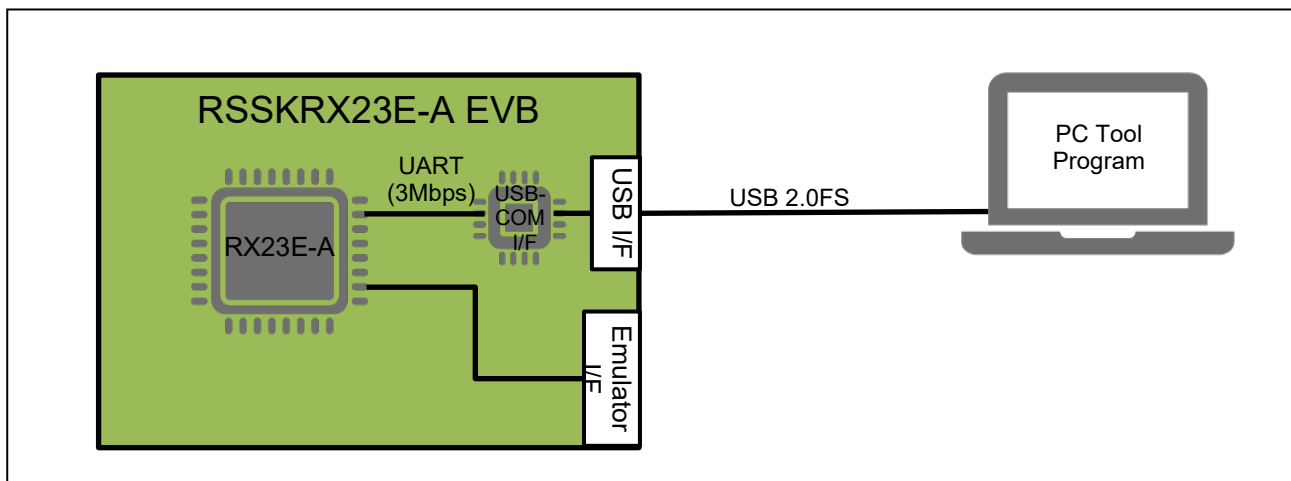 RSSKRX23E-A EVB
UART
(3Mbps)
RX23E-A
USB-
COM
I/F
USB I/F
USB 2.0FS
PC Tool
Program
Emulator
I/F